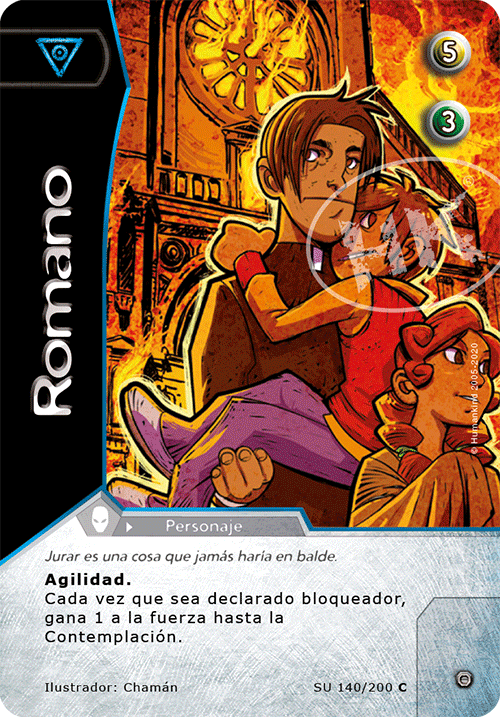 5
3
Romano
HK®
© Humankind 2005-2020
Personaje
Jurar es una cosa que jamás haría en balde.
Agilidad.
Cada vez que sea declarado bloqueador,
gana 1 a la fuerza hasta la
Contemplación.
Ilustrador: Chamán
SU 140/200 C